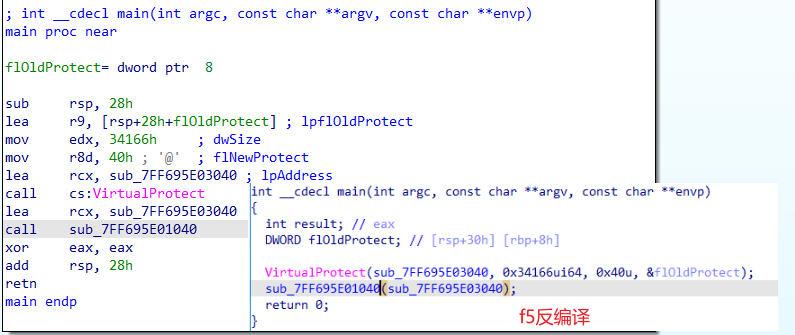 ; int __cdecl main(int argc, const char **argv, const char **envp)
main proc near
flOldProtect= dword ptr  8
sub     rsp, 28h
lea     r9, [rsp+28h+flOldProtect] ; lpflOldProtect
mov     edx, 34166h     ; dwSize
mov     r8d, 40h ; '@'  ; flNewProtect
lea     rcx, sub_7FF695E03040 ; lpAddress
call    cs:VirtualProtect
lea     rcx, sub_7FF695E03040
call    sub_7FF695E01040
xor     eax, eax
add     rsp, 28h
retn
main endp
int __cdecl main(int argc, const char **argv, const char **envp)
{
  int result; // eax
  DWORD flOldProtect; // [rsp+30h] [rbp+8h]
  VirtualProtect(sub_7FF695E03040, 0x34166ui64, 0x40u, &flOldProtect);
  sub_7FF695E01040(sub_7FF695E03040);
  return 0;
}
f5反编译